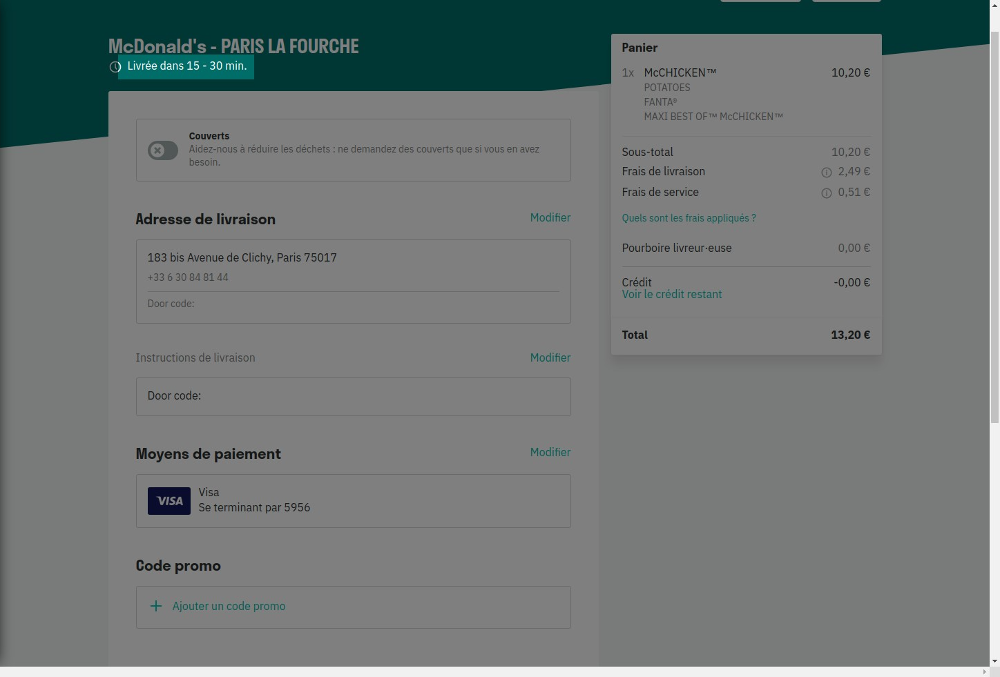 McDonald's - PARIS LA FOURCHE
Livrée dans 15 - 30 min.
Couverts
Aidez-nous à réduire les déchets : ne demandez des couverts que si vous en avez
besoin.
Adresse de livraison
Modifier
183 bis Avenue de Clichy, Paris 75017
+33 6 30 84 81 44
Door code:
Instructions de livraison
Modifier
Door code:
Moyens de paiement
Modifier
VISA
Visa
Se terminant par 5956
Code promo
Ajouter un code promo
Panier
1x McCHICKEN™ 10,20 €
POTATOES
FANTA®
MAXI BEST OF™ McCHICKEN™
Sous-total 10,20 €
Frais de livraison 2,49 €
Frais de service 0,51 €
Quels sont les frais appliqués ?
Pourboire livreur·euse 0,00 €
Crédit -0,00 €
Voir le crédit restant
Total 13,20 €